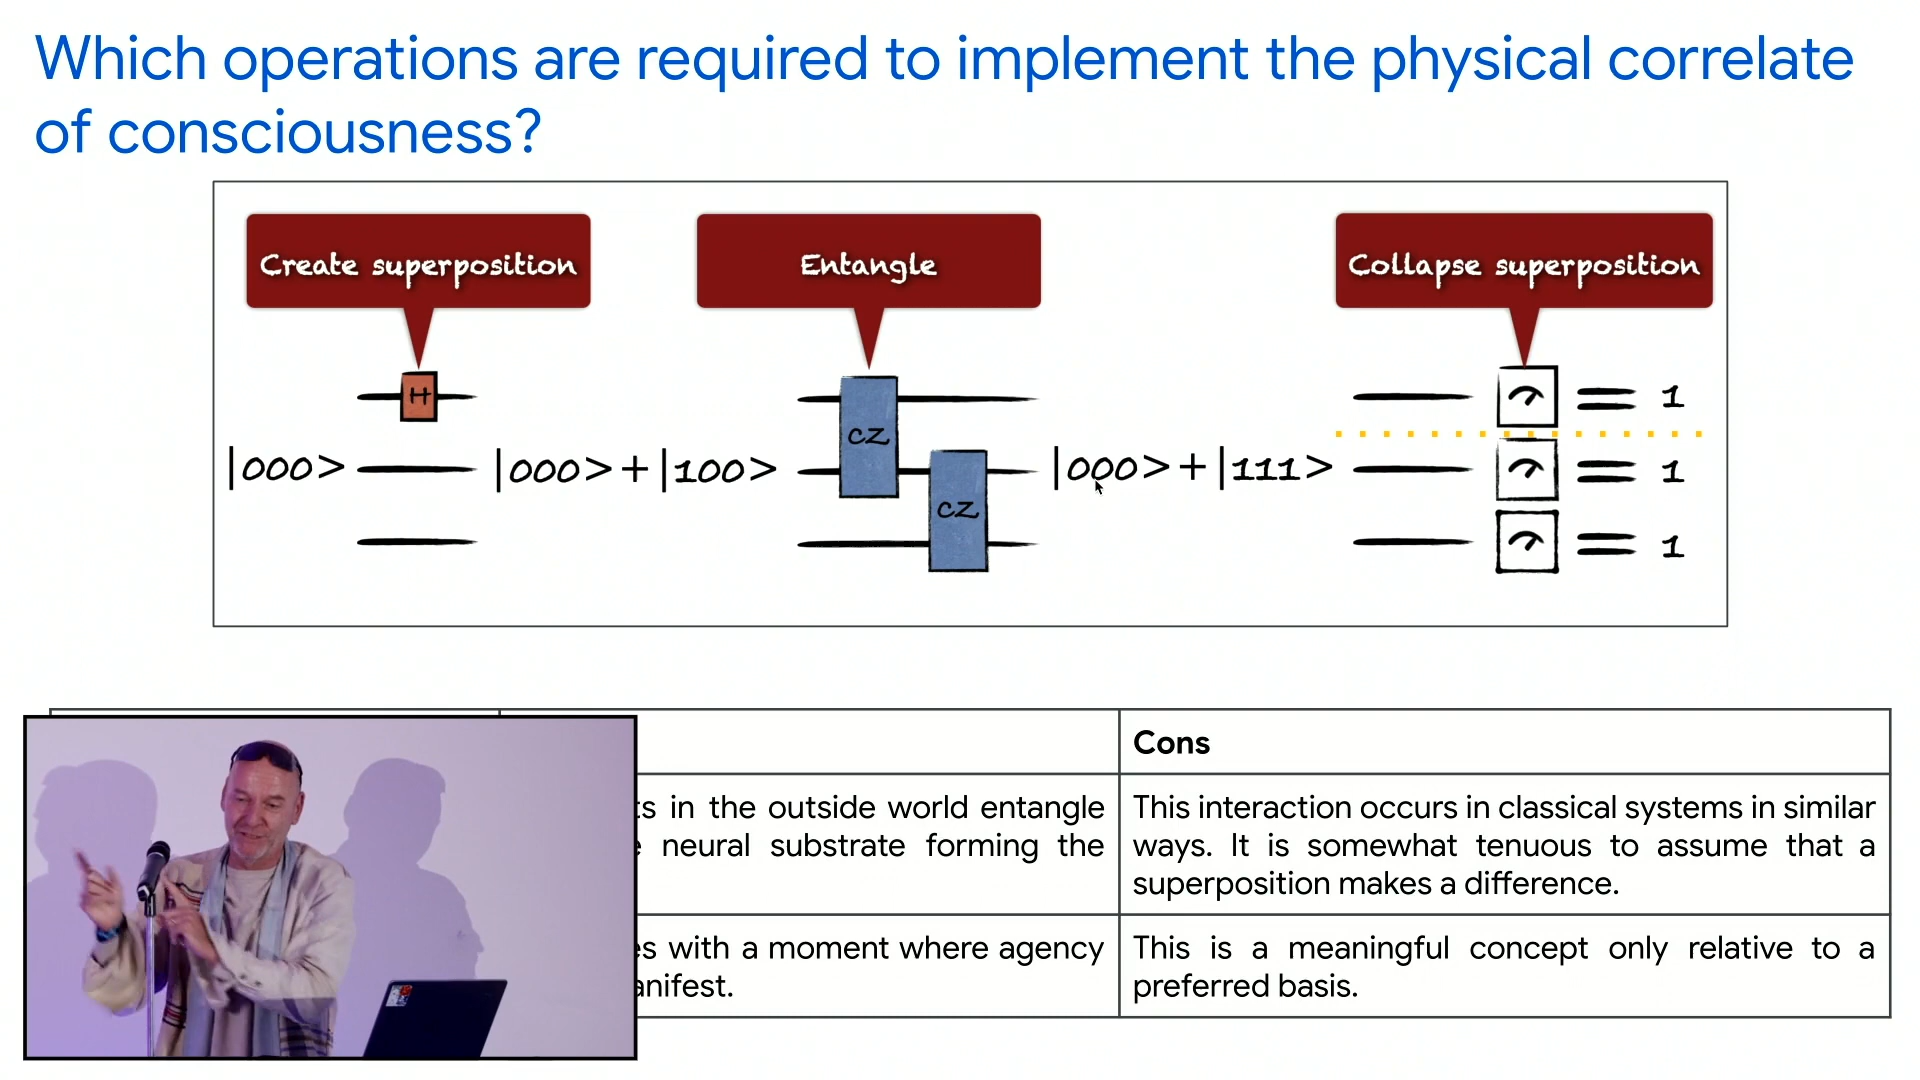 Which operations are required to implement the physical correlate
of consciousness?
Create superposition
Entangle
Collapse superposition
H
CZ
CZ
|000>
|000>+|100>
|000>+|111>
= 1
= 1
= 1
Cons
in the outside world entangle
neural substrate forming the
This interaction occurs in classical systems in similar
ways. It is somewhat tenuous to assume that a
superposition makes a difference.
with a moment where agency
This is a meaningful concept only relative to a
preferred basis.